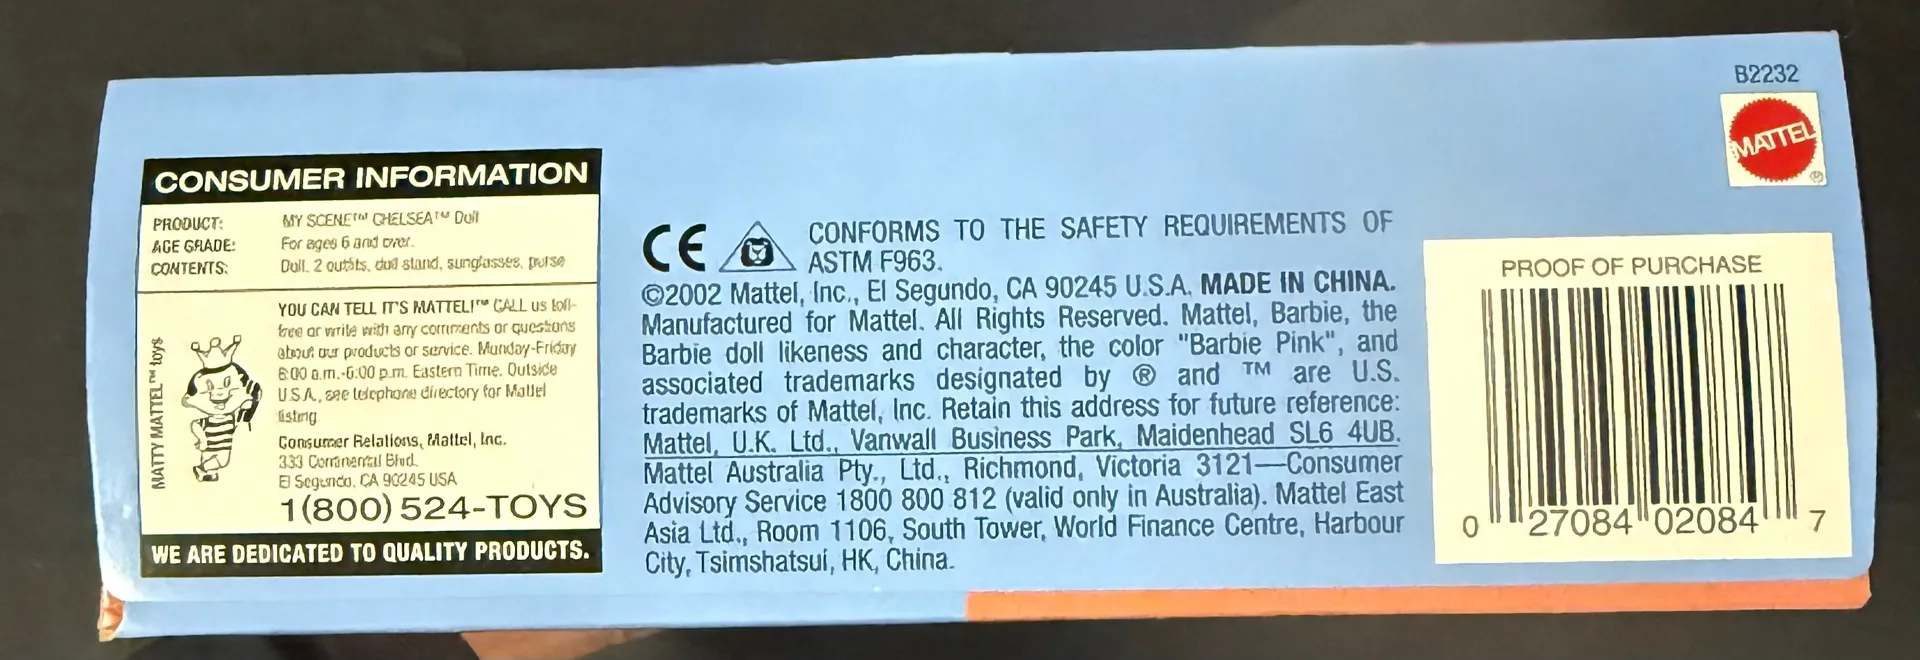 B2232
MATTEL
CONSUMER INFORMATION
PRODUCT: MY SCENE™ CHELSEA™ Doll
AGE GRADE: For ages 6 and over.
CONTENTS: Doll, 2 outfits, doll stand, sunglasses, purse
MATTY MATTEL™ toys
YOU CAN TELL IT'S MATTEL!™ CALL us toll-
free or write with any comments or questions
about our products or service. Monday-Friday
8:00 a.m.-6:00 p.m. Eastern Time. Outside
U.S.A., see telephone directory for Mattel
listing.
Consumer Relations, Mattel, Inc.
333 Continental Blvd.
El Segundo, CA 90245 USA
1(800) 524-TOYS
WE ARE DEDICATED TO QUALITY PRODUCTS.
CE CONFORMS TO THE SAFETY REQUIREMENTS OF
ASTM F963.
©2002 Mattel, Inc., El Segundo, CA 90245 U.S.A. MADE IN CHINA.
Manufactured for Mattel. All Rights Reserved. Mattel, Barbie, the
Barbie doll likeness and character, the color "Barbie Pink", and
associated trademarks designated by ® and ™ are U.S.
trademarks of Mattel, Inc. Retain this address for future reference:
Mattel, U.K. Ltd., Vanwall Business Park, Maidenhead SL6 4UB.
Mattel Australia Pty., Ltd., Richmond, Victoria 3121—Consumer
Advisory Service 1800 800 812 (valid only in Australia). Mattel East
Asia Ltd., Room 1106, South Tower, World Finance Centre, Harbour
City, Tsimshatsui, HK, China.
PROOF OF PURCHASE
0 27084 02084 7